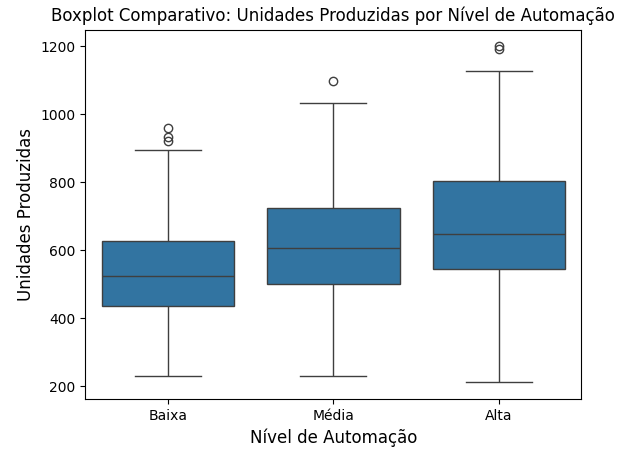 Boxplot Comparativo: Unidades Produzidas por Nível de Automação
1200
1000
800
600
400
200
Unidades Produzidas
Baixa Média Alta
Nível de Automação